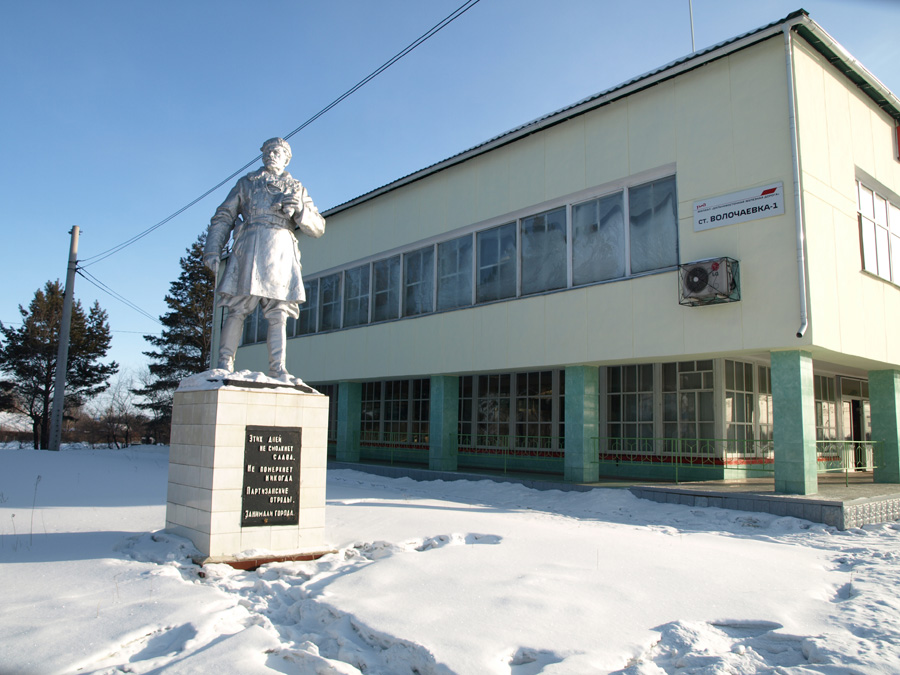 ст. ВОЛОЧАЕВКА-1
Этих дней
не смолкнет
слава.
Не померкнет
никогда.
Партизанские
отряды.
Занимали города.